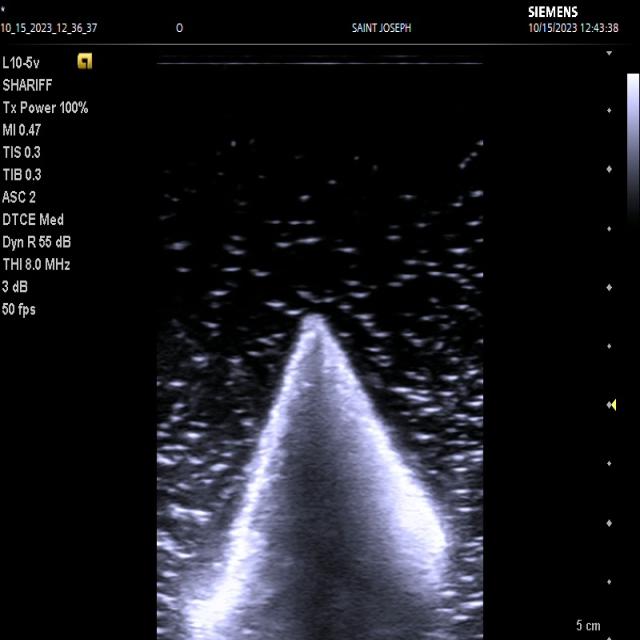 *
SIEMENS
10_15_2023_12_36_37 O SAINT JOSEPH 10/15/2023 12:43:38
L10-5v
SHARIFF
Tx Power 100%
MI 0.47
TIS 0.3
TIB 0.3
ASC 2
DTCE Med
Dyn R 55 dB
THI 8.0 MHz
3 dB
50 fps
5 cm